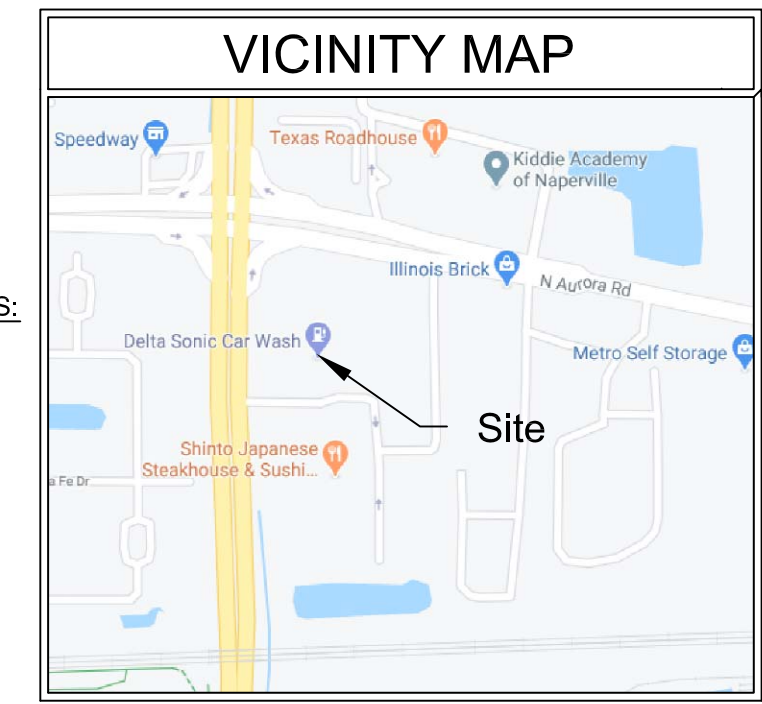 VICINITY MAP
Speedway
Texas Roadhouse
Kiddie Academy
of Naperville
Illinois Brick
N Aurora Rd
S:
Delta Sonic Car Wash
Metro Self Storage
Site
Shinto Japanese
Steakhouse & Sushi...
a Fe Dr